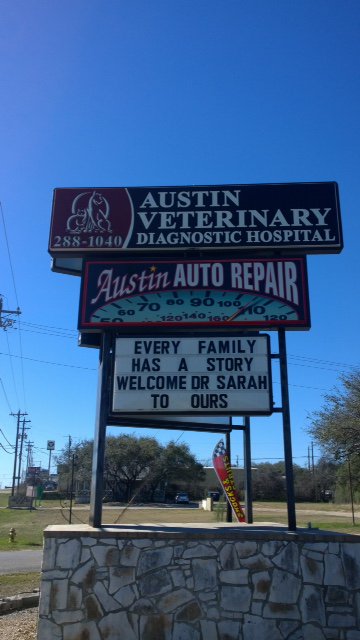 AUSTIN
VETERINARY
288-1040 DIAGNOSTIC HOSPITAL
Austin AUTO REPAIR
60 70 80 90 100 110
120 140 120
EVERY FAMILY
HAS A STORY
WELCOME DR SARAH
TO OURS